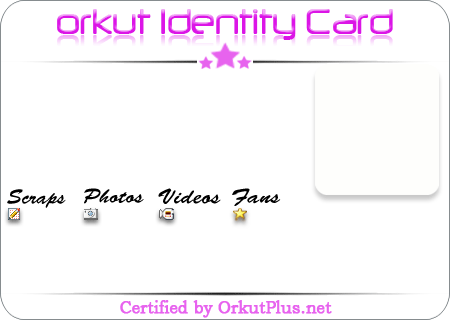 orkut Identity Card
Scraps Photos Videos Fans
Certified by OrkutPlus.net